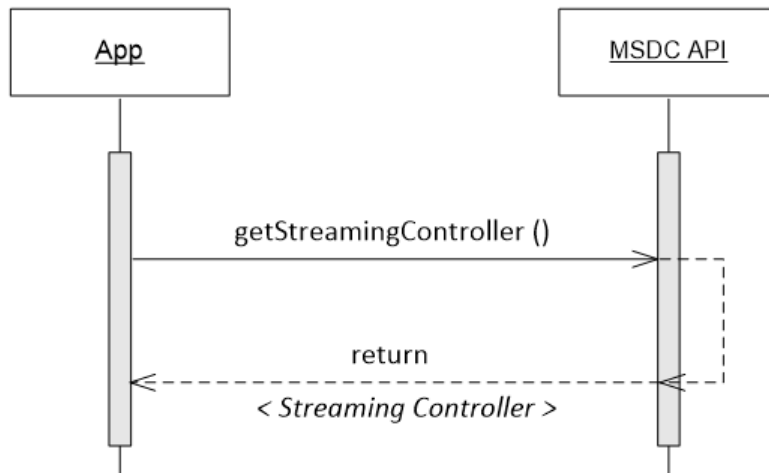 App
MSDC API
getStreamingController ()
return
< Streaming Controller >